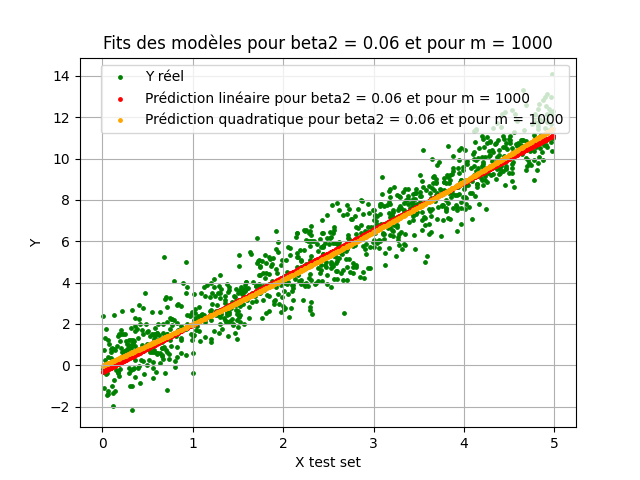 Fits des modèles pour beta2 = 0.06 et pour m = 1000
Y réel
Prédiction linéaire pour beta2 = 0.06 et pour m = 1000
Prédiction quadratique pour beta2 = 0.06 et pour m = 1000
14
12
10
8
6
4
2
0
−2
Y
0 1 2 3 4 5
X test set